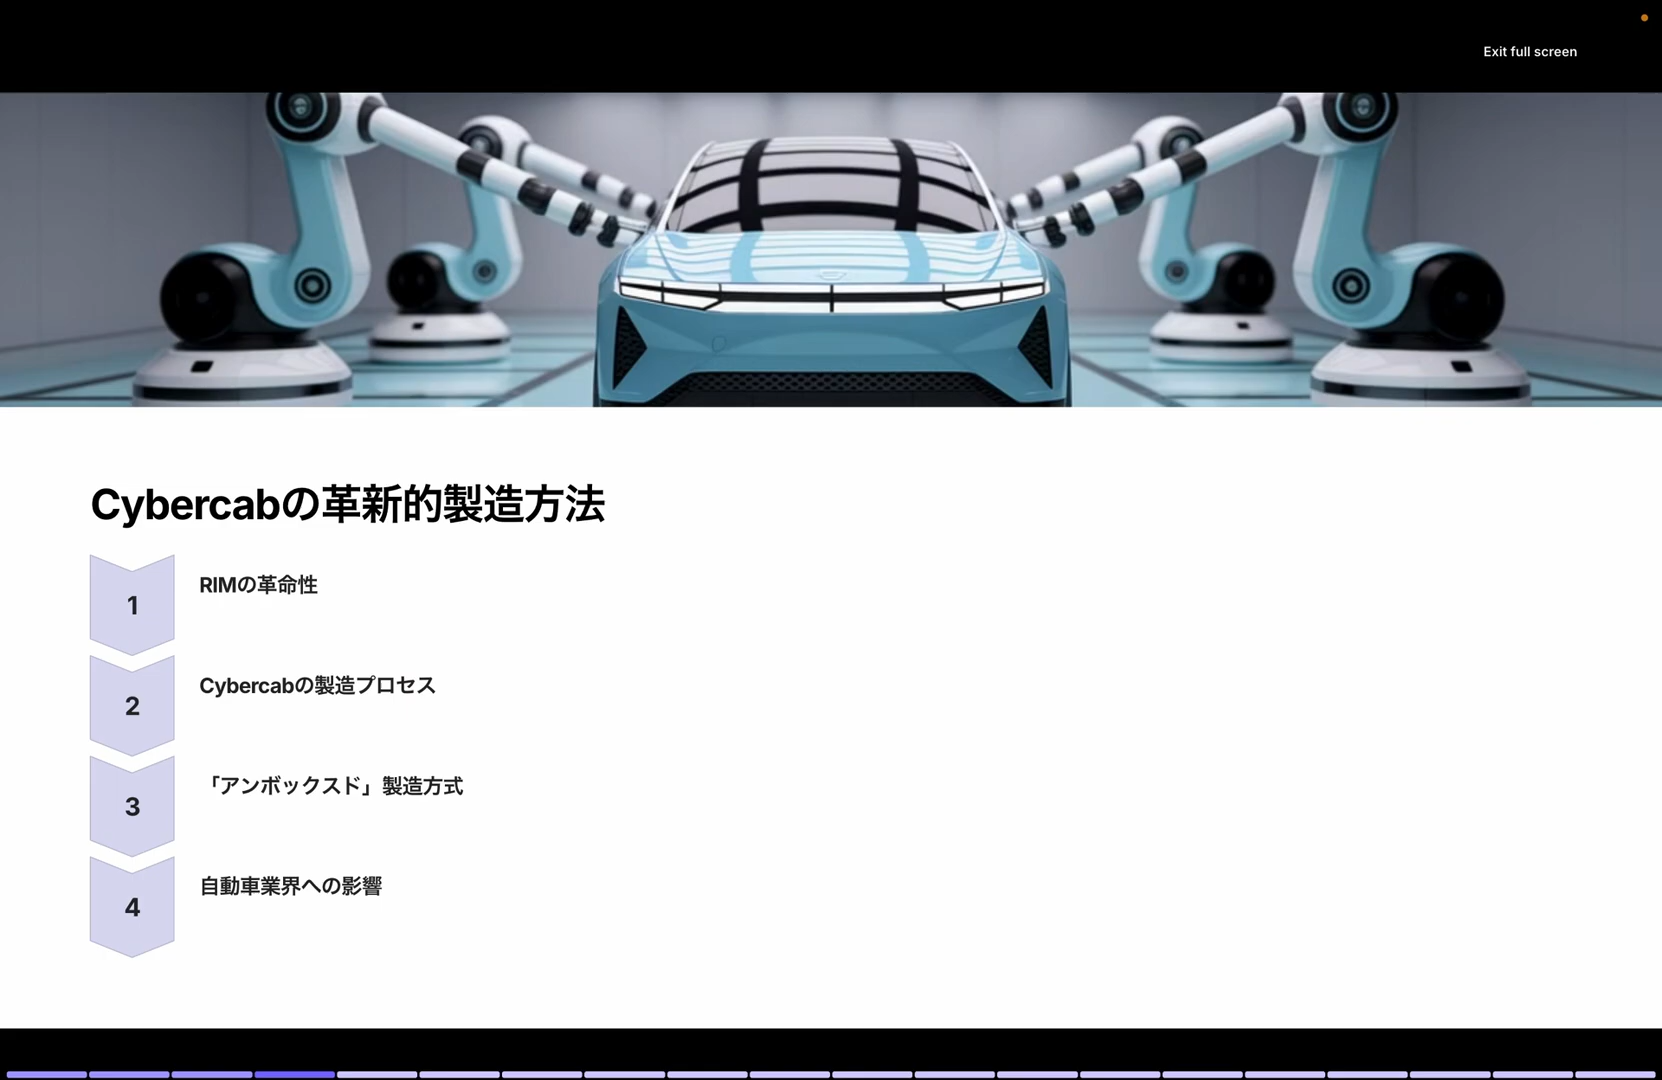 Exit full screen
Cybercabの革新的製造方法
1
RIMの革命性
2
Cybercabの製造プロセス
3
「アンボックスド」製造方式
4
自動車業界への影響